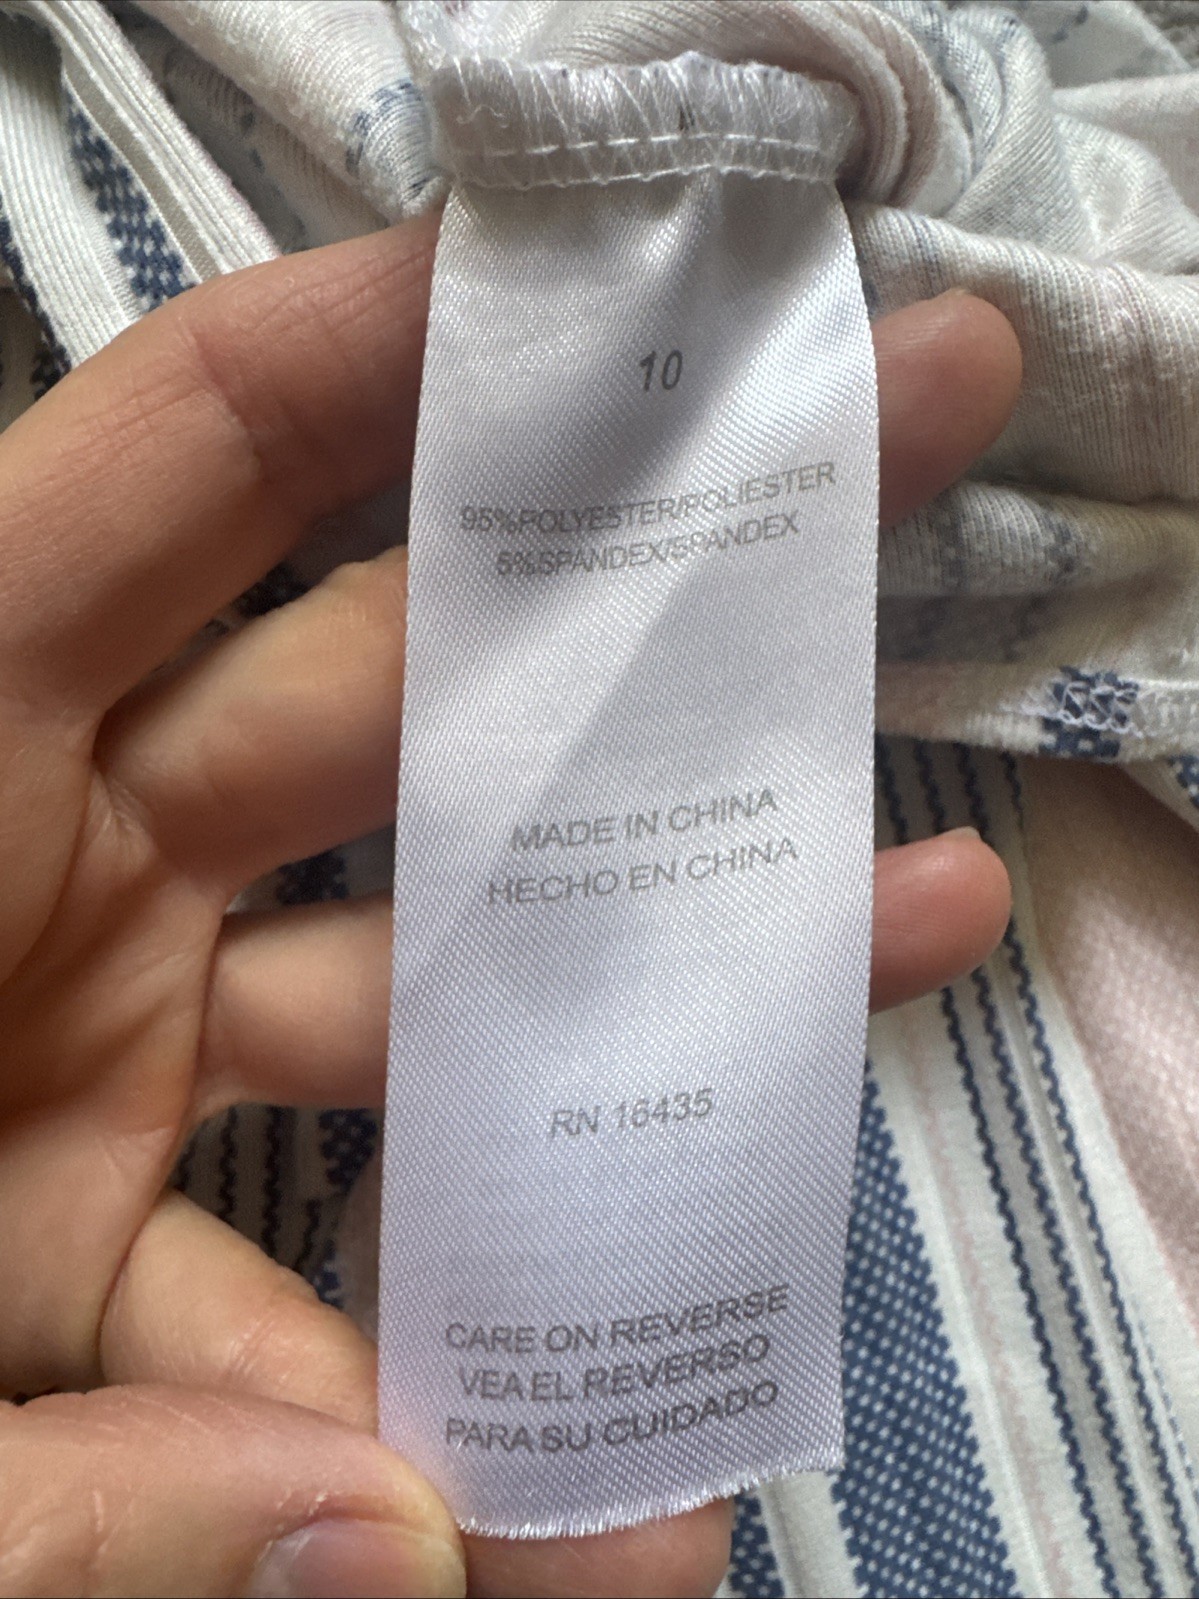 10
95%POLYESTER/POLIESTER
5%SPANDEX/SPANDEX
MADE IN CHINA
HECHO EN CHINA
RN 16435
CARE ON REVERSE
VEA EL REVERSO
PARA SU CUIDADO